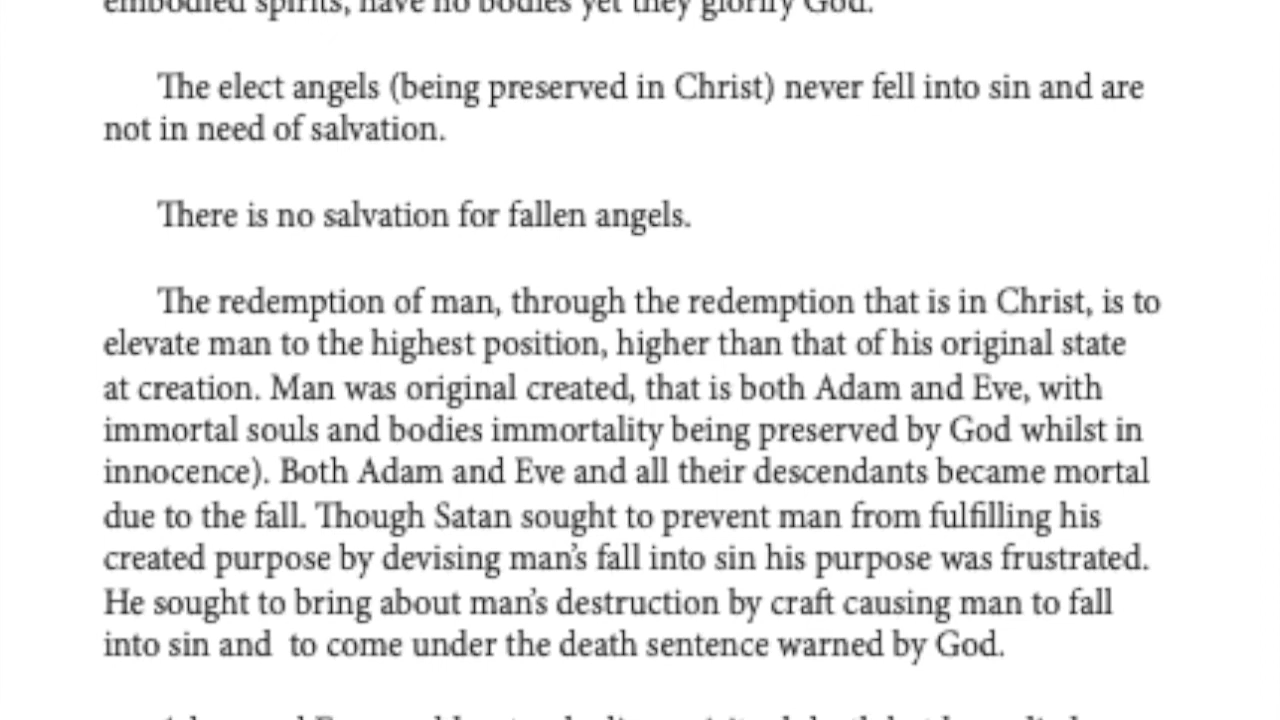 embodied spirits, have no bodies yet they glorify God.
The elect angels (being preserved in Christ) never fell into sin and are
not in need of salvation.
There is no salvation for fallen angels.
The redemption of man, through the redemption that is in Christ, is to
elevate man to the highest position, higher than that of his original state
at creation. Man was original created, that is both Adam and Eve, with
immortal souls and bodies immortality being preserved by God whilst in
innocence). Both Adam and Eve and all their descendants became mortal
due to the fall. Though Satan sought to prevent man from fulfilling his
created purpose by devising man’s fall into sin his purpose was frustrated.
He sought to bring about man’s destruction by craft causing man to fall
into sin and  to come under the death sentence warned by God.